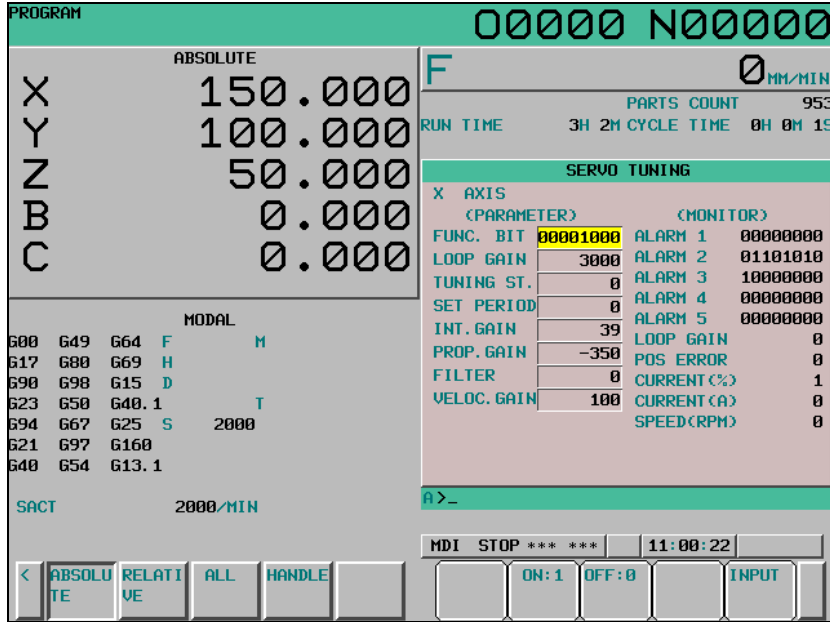 PROGRAM O0000 N00000
ABSOLUTE
X 150.000
Y 100.000
Z 50.000
B 0.000
C 0.000
F 0 MM/MIN
PARTS COUNT 953
RUN TIME 3H 2M CYCLE TIME 0H 0M 1S
SERVO TUNING
X AXIS
(PARAMETER) (MONITOR)
FUNC. BIT 00001000 ALARM 1 00000000
LOOP GAIN 3000 ALARM 2 01101010
TUNING ST. 0 ALARM 3 10000000
SET PERIOD 0 ALARM 4 00000000
INT.GAIN 39 ALARM 5 00000000
PROP.GAIN -350 LOOP GAIN 0
FILTER 0 POS ERROR 0
VELOC.GAIN 100 CURRENT(%) 1
CURRENT(A) 0
SPEED(RPM) 0
MODAL
G00 G49 G64 F M
G17 G80 G69 H
G90 G98 G15 D
G23 G50 G40.1 T
G94 G67 G25 S 2000
G21 G97 G160
G40 G54 G13.1
SACT 2000/MIN
A>_
MDI STOP *** *** 11:00:22
< ABSOLUTE RELATIVE ALL HANDLE ON:1 OFF:0 INPUT